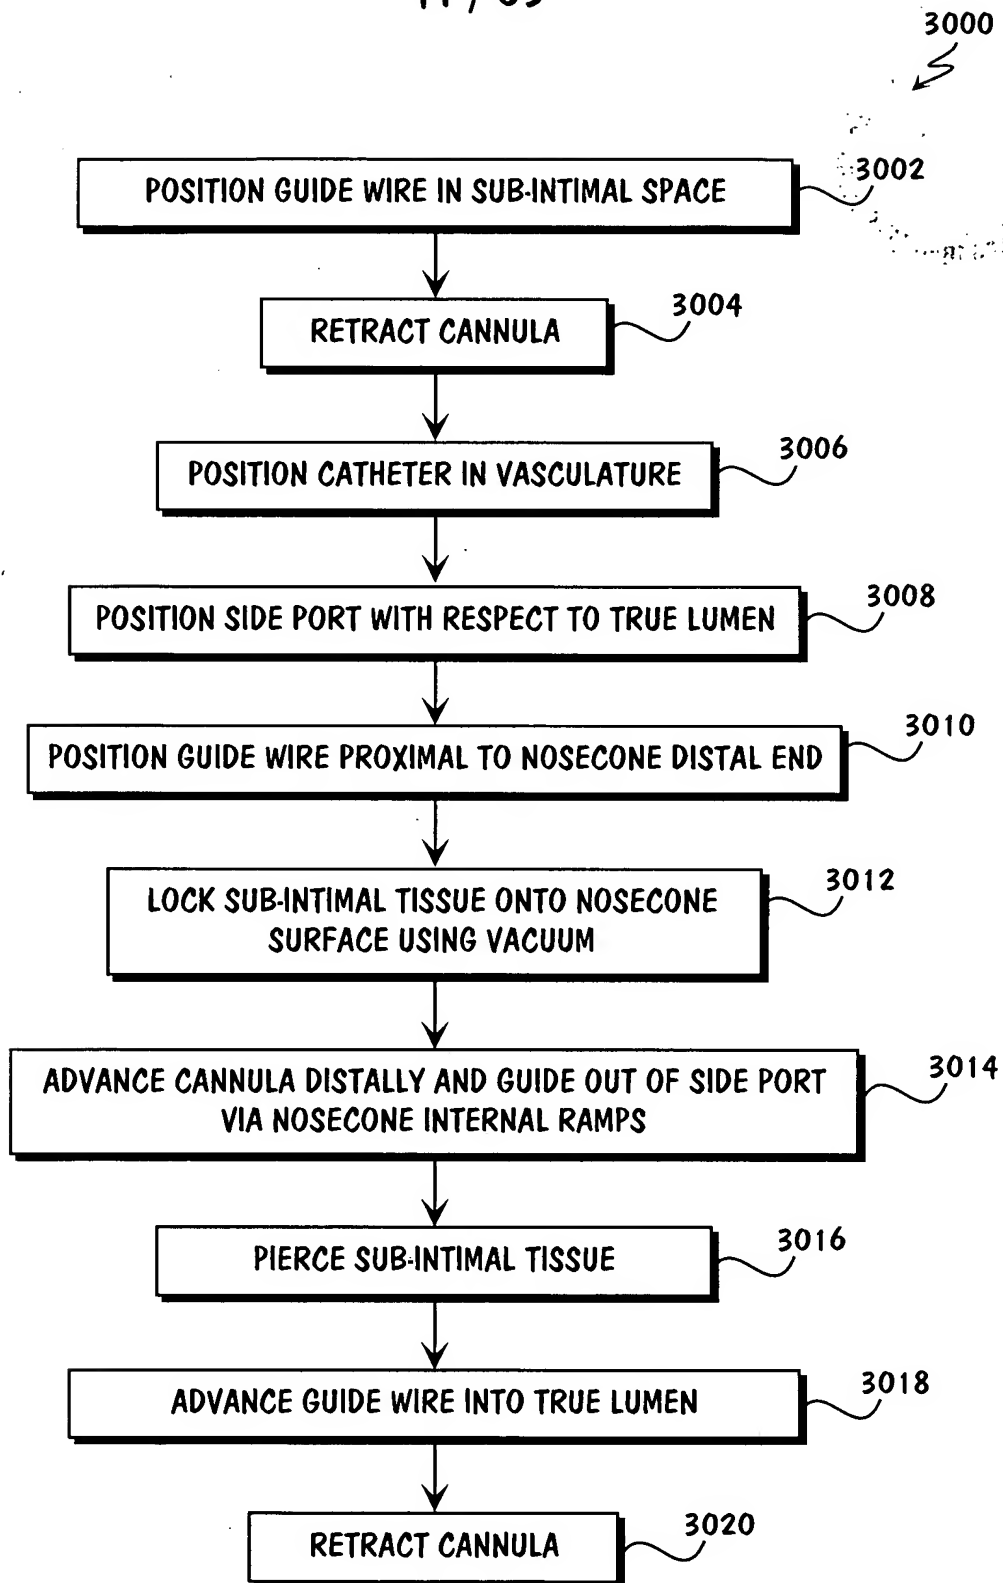 3000
POSITION GUIDE WIRE IN SUB-INTIMAL SPACE
3002
RETRACT CANNULA
3004
POSITION CATHETER IN VASCULATURE
3006
POSITION SIDE PORT WITH RESPECT TO TRUE LUMEN
3008
POSITION GUIDE WIRE PROXIMAL TO NOSECONE DISTAL END
3010
LOCK SUB-INTIMAL TISSUE ONTO NOSECONE
SURFACE USING VACUUM
3012
ADVANCE CANNULA DISTALLY AND GUIDE OUT OF SIDE PORT
VIA NOSECONE INTERNAL RAMPS
3014
PIERCE SUB-INTIMAL TISSUE
3016
ADVANCE GUIDE WIRE INTO TRUE LUMEN
3018
RETRACT CANNULA
3020